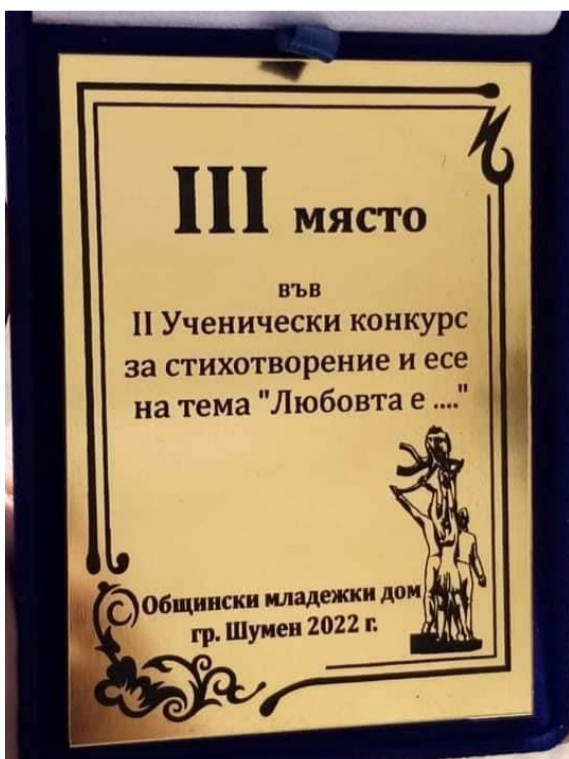 III място
във
II Ученически конкурс
за стихотворение и есе
на тема "Любовта е ...."
Общински младежки дом
гр. Шумен 2022 г.